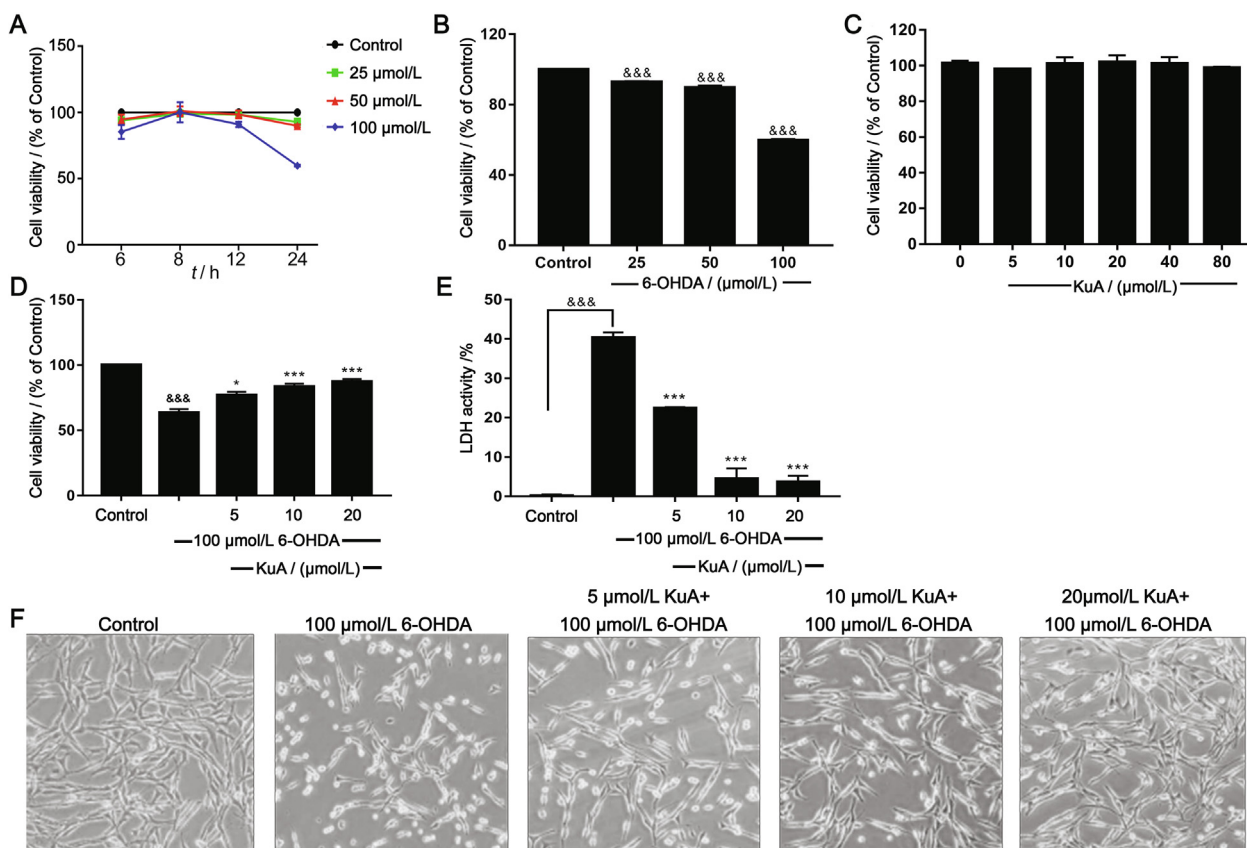 A
Cell viability / (% of Control)
150
100
50
0
6
8
12
24
t / h
Control
25 µmol/L
50 µmol/L
100 µmol/L
B
Cell viability / (% of Control)
120
100
80
60
40
20
0
&&&
&&&
&&&
Control
25
50
100
6-OHDA / (µmol/L)
C
Cell viability / (% of Control)
120
100
80
60
40
20
0
0
5
10
20
40
80
KuA / (µmol/L)
D
Cell viability / (% of Control)
150
100
50
0
&&&
*
***
***
Control
5
10
20
100 µmol/L 6-OHDA
KuA / (µmol/L)
E
LDH activity /%
50
40
30
20
10
0
&&&
***
***
***
Control
5
10
20
100 µmol/L 6-OHDA
KuA / (µmol/L)
F
Control
100 µmol/L 6-OHDA
5 µmol/L KuA+
100 µmol/L 6-OHDA
10 µmol/L KuA+
100 µmol/L 6-OHDA
20µmol/L KuA+
100 µmol/L 6-OHDA